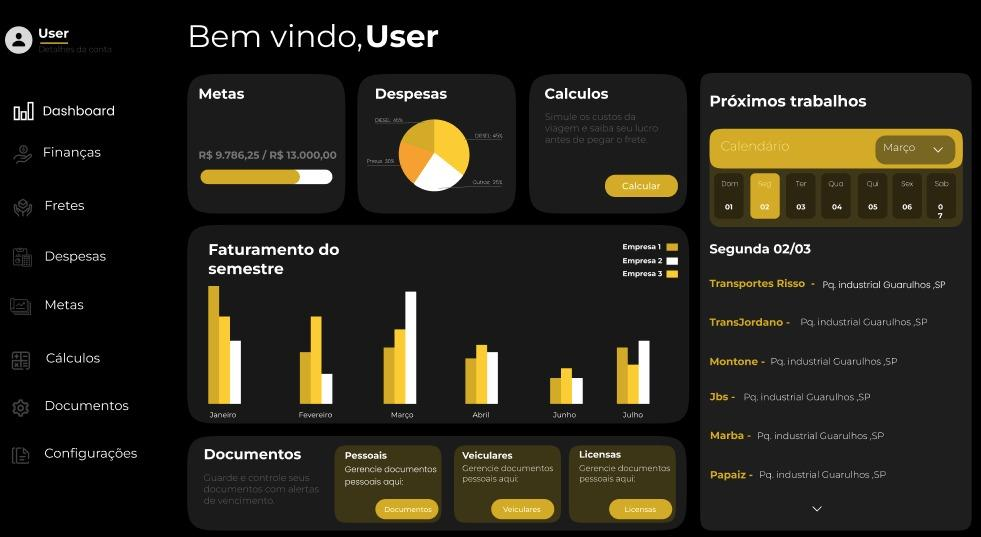 User
Detalhes da conta
Dashboard
Finanças
Fretes
Despesas
Metas
Cálculos
Documentos
Configurações
Bem vindo,User
Metas
R$ 9.786,25 / R$ 13.000,00
Despesas
DIESEL: 45%
Pneus: 30%
Outros: 25%
Calculos
Simule os custos da
viagem e saiba seu lucro
antes de pegar o frete.
Calcular
Faturamento do
semestre
Empresa 1
Empresa 2
Empresa 3
Janeiro
Fevereiro
Março
Abril
Junho
Julho
Documentos
Guarde e controle seus
documentos com alertas
de vencimento.
Pessoais
Gerencie documentos
pessoais aqui:
Documentos
Veiculares
Gerencie documentos
pessoais aqui:
Veiculares
Licensas
Gerencie documentos
pessoais aqui:
Licensas
Próximos trabalhos
Calendário
Março
Dom Seg Ter Qua Qui Sex Sab
01 02 03 04 05 06 0
7
Segunda 02/03
Transportes Risso - Pq. industrial Guarulhos ,SP
TransJordano - Pq. industrial Guarulhos ,SP
Montone - Pq. industrial Guarulhos ,SP
Jbs - Pq. industrial Guarulhos ,SP
Marba - Pq. industrial Guarulhos ,SP
Papaiz - Pq. industrial Guarulhos ,SP